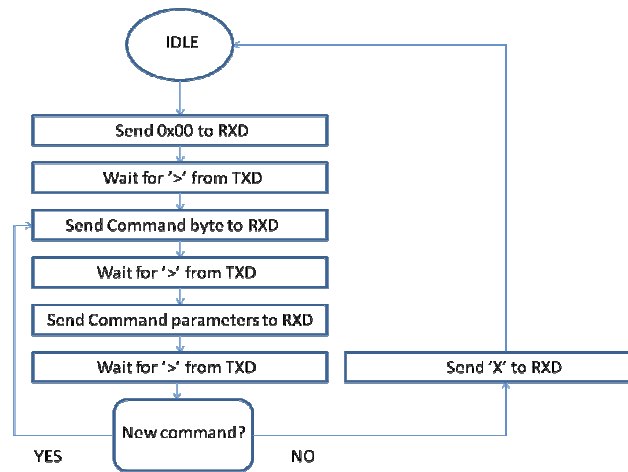 IDLE
Send 0x00 to RXD
Wait for '>' from TXD
Send Command byte to RXD
Wait for '>' from TXD
Send Command parameters to RXD
Wait for '>' from TXD
Send 'X' to RXD
New command?
YES
NO